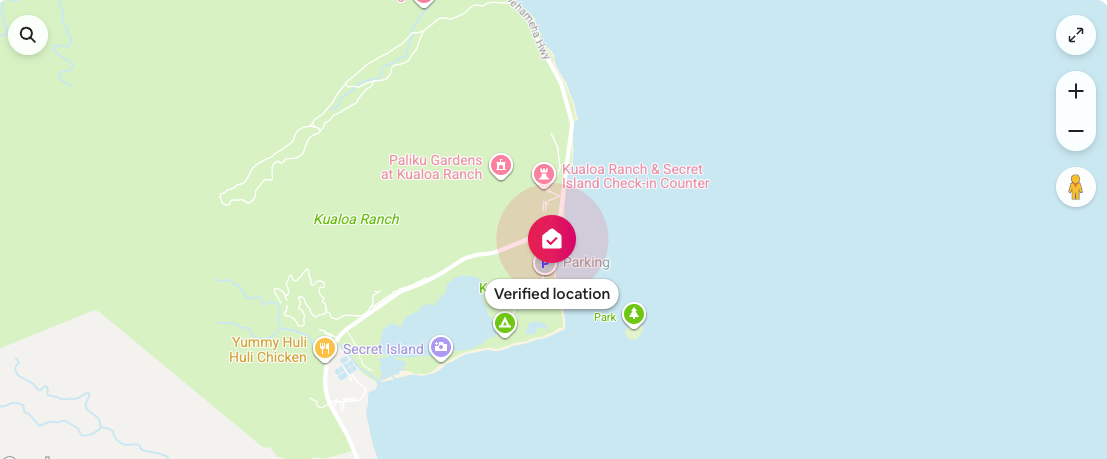 ehameha Hwy
Paliku Gardens
at Kualoa Ranch
Kualoa Ranch & Secret
Island Check-in Counter
Kualoa Ranch
P
Parking
K
Verified location
Park
Yummy Huli
Huli Chicken
Secret Island